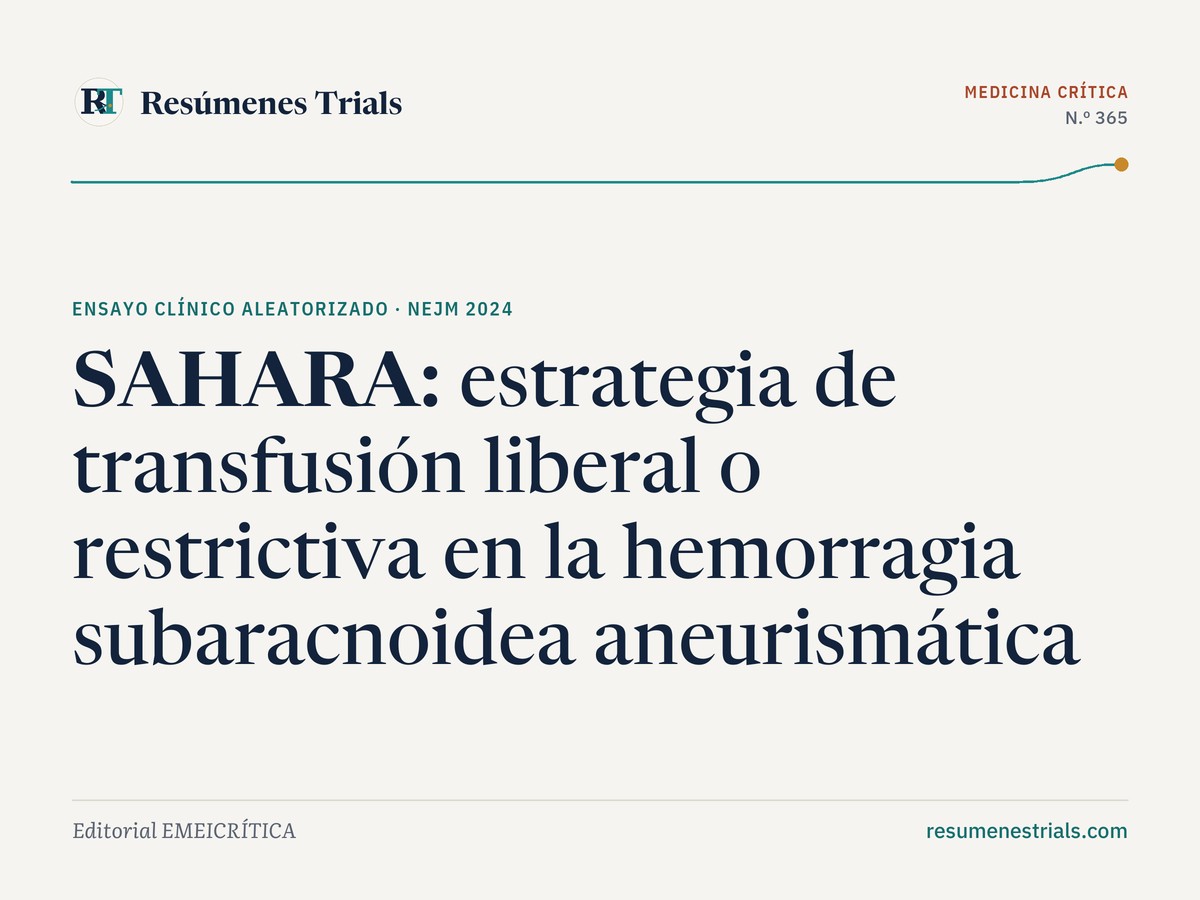 RT Resúmenes Trials
MEDICINA CRÍTICA
N.º 365
ENSAYO CLÍNICO ALEATORIZADO · NEJM 2024
SAHARA: estrategia de
transfusión liberal o
restrictiva en la hemorragia
subaracnoidea aneurismática
Editorial EMEICRÍTICA
resumenestrials.com